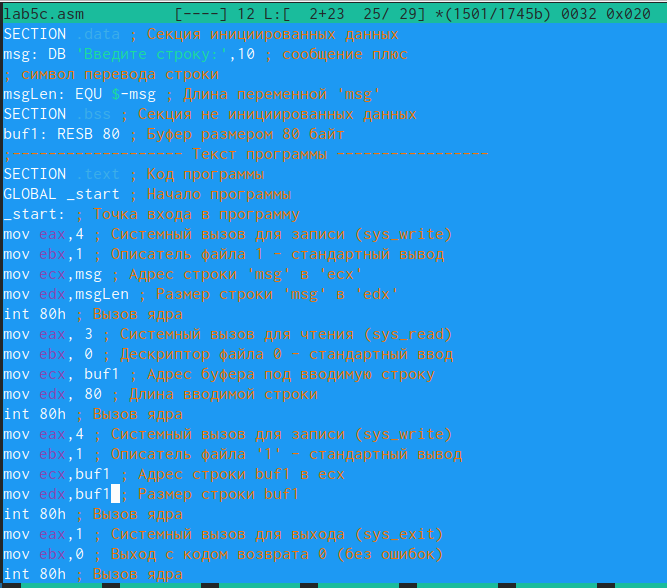 lab5c.asm [----] 12 L:[ 2+23 25/ 29] *(1501/1745b) 0032 0x020
SECTION .data ; Секция инициированных данных
msg: DB 'Введите строку:',10 ; сообщение плюс
; символ перевода строки
msgLen: EQU $-msg ; Длина переменной 'msg'
SECTION .bss ; Секция не инициированных данных
buf1: RESB 80 ; Буфер размером 80 байт
;------------------- Текст программы -----------------
SECTION .text ; Код программы
GLOBAL _start ; Начало программы
_start: ; Точка входа в программу
mov eax,4 ; Системный вызов для записи (sys_write)
mov ebx,1 ; Описатель файла 1 - стандартный вывод
mov ecx,msg ; Адрес строки 'msg' в 'ecx'
mov edx,msgLen ; Размер строки 'msg' в 'edx'
int 80h ; Вызов ядра
mov eax, 3 ; Системный вызов для чтения (sys_read)
mov ebx, 0 ; Дескриптор файла 0 - стандартный ввод
mov ecx, buf1 ; Адрес буфера под вводимую строку
mov edx, 80 ; Длина вводимой строки
int 80h ; Вызов ядра
mov eax,4 ; Системный вызов для записи (sys_write)
mov ebx,1 ; Описатель файла '1' - стандартный вывод
mov ecx,buf1 ; Адрес строки buf1 в ecx
mov edx,buf1 ; Размер строки buf1
int 80h ; Вызов ядра
mov eax,1 ; Системный вызов для выхода (sys_exit)
mov ebx,0 ; Выход с кодом возврата 0 (без ошибок)
int 80h ; Вызов ядра